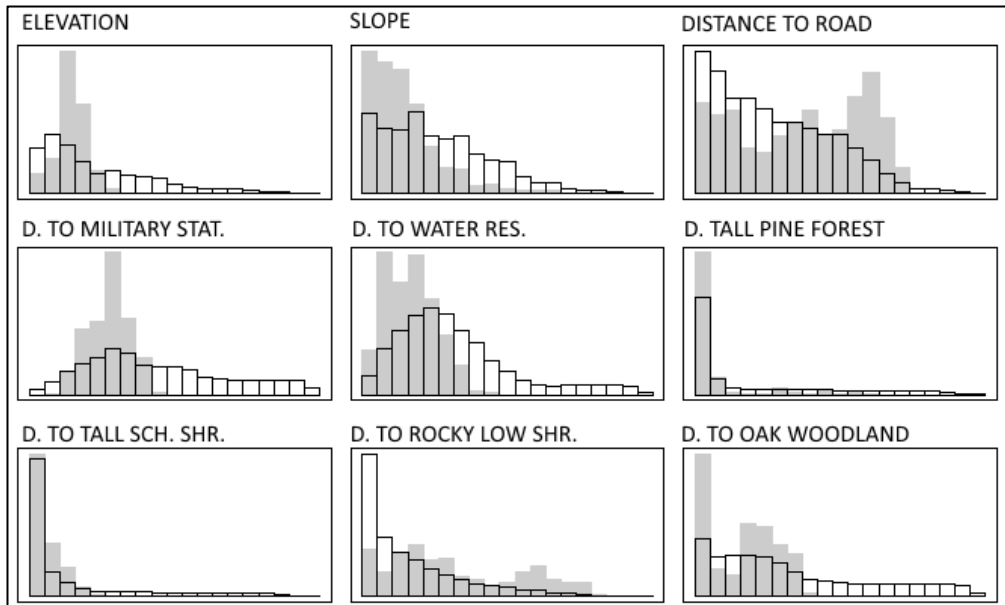 ELEVATION
SLOPE
DISTANCE TO ROAD
D. TO MILITARY STAT.
D. TO WATER RES.
D. TALL PINE FOREST
D. TO TALL SCH. SHR.
D. TO ROCKY LOW SHR.
D. TO OAK WOODLAND